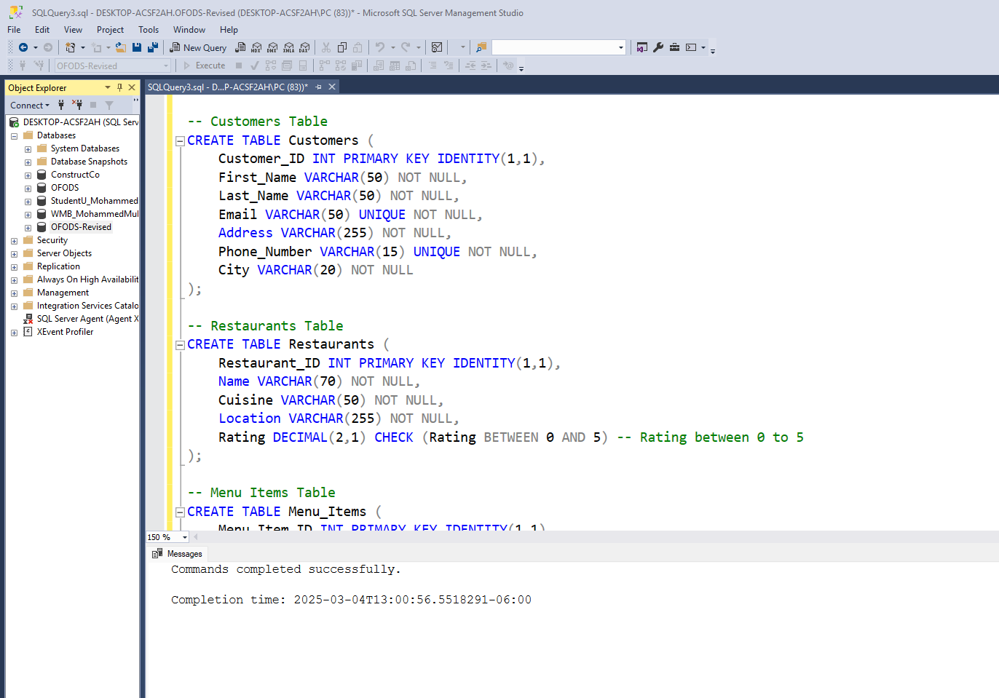 SQLQuery3.sql - DESKTOP-ACSF2AH.OFODS-Revised (DESKTOP-ACSF2AH\PC (83))* - Microsoft SQL Server Management Studio
File Edit View Project Tools Window Help
New Query MDX DMX XMLA DAX
OFODS-Revised Execute
Object Explorer
Connect
DESKTOP-ACSF2AH (SQL Serv
Databases
System Databases
Database Snapshots
ConstructCo
OFODS
StudentU_Mohammed
WMB_MohammedMul
OFODS-Revised
Security
Server Objects
Replication
Always On High Availabilit
Management
Integration Services Catalo
SQL Server Agent (Agent X
XEvent Profiler
SQLQuery3.sql - D...P-ACSF2AH\PC (83))*
-- Customers Table
CREATE TABLE Customers (
Customer_ID INT PRIMARY KEY IDENTITY(1,1),
First_Name VARCHAR(50) NOT NULL,
Last_Name VARCHAR(50) NOT NULL,
Email VARCHAR(50) UNIQUE NOT NULL,
Address VARCHAR(255) NOT NULL,
Phone_Number VARCHAR(15) UNIQUE NOT NULL,
City VARCHAR(20) NOT NULL
);
-- Restaurants Table
CREATE TABLE Restaurants (
Restaurant_ID INT PRIMARY KEY IDENTITY(1,1),
Name VARCHAR(70) NOT NULL,
Cuisine VARCHAR(50) NOT NULL,
Location VARCHAR(255) NOT NULL,
Rating DECIMAL(2,1) CHECK (Rating BETWEEN 0 AND 5) -- Rating between 0 to 5
);
-- Menu Items Table
CREATE TABLE Menu_Items (
Menu_Item_ID INT PRIMARY KEY IDENTITY(1,1)
150 %
Messages
Commands completed successfully.
Completion time: 2025-03-04T13:00:56.5518291-06:00